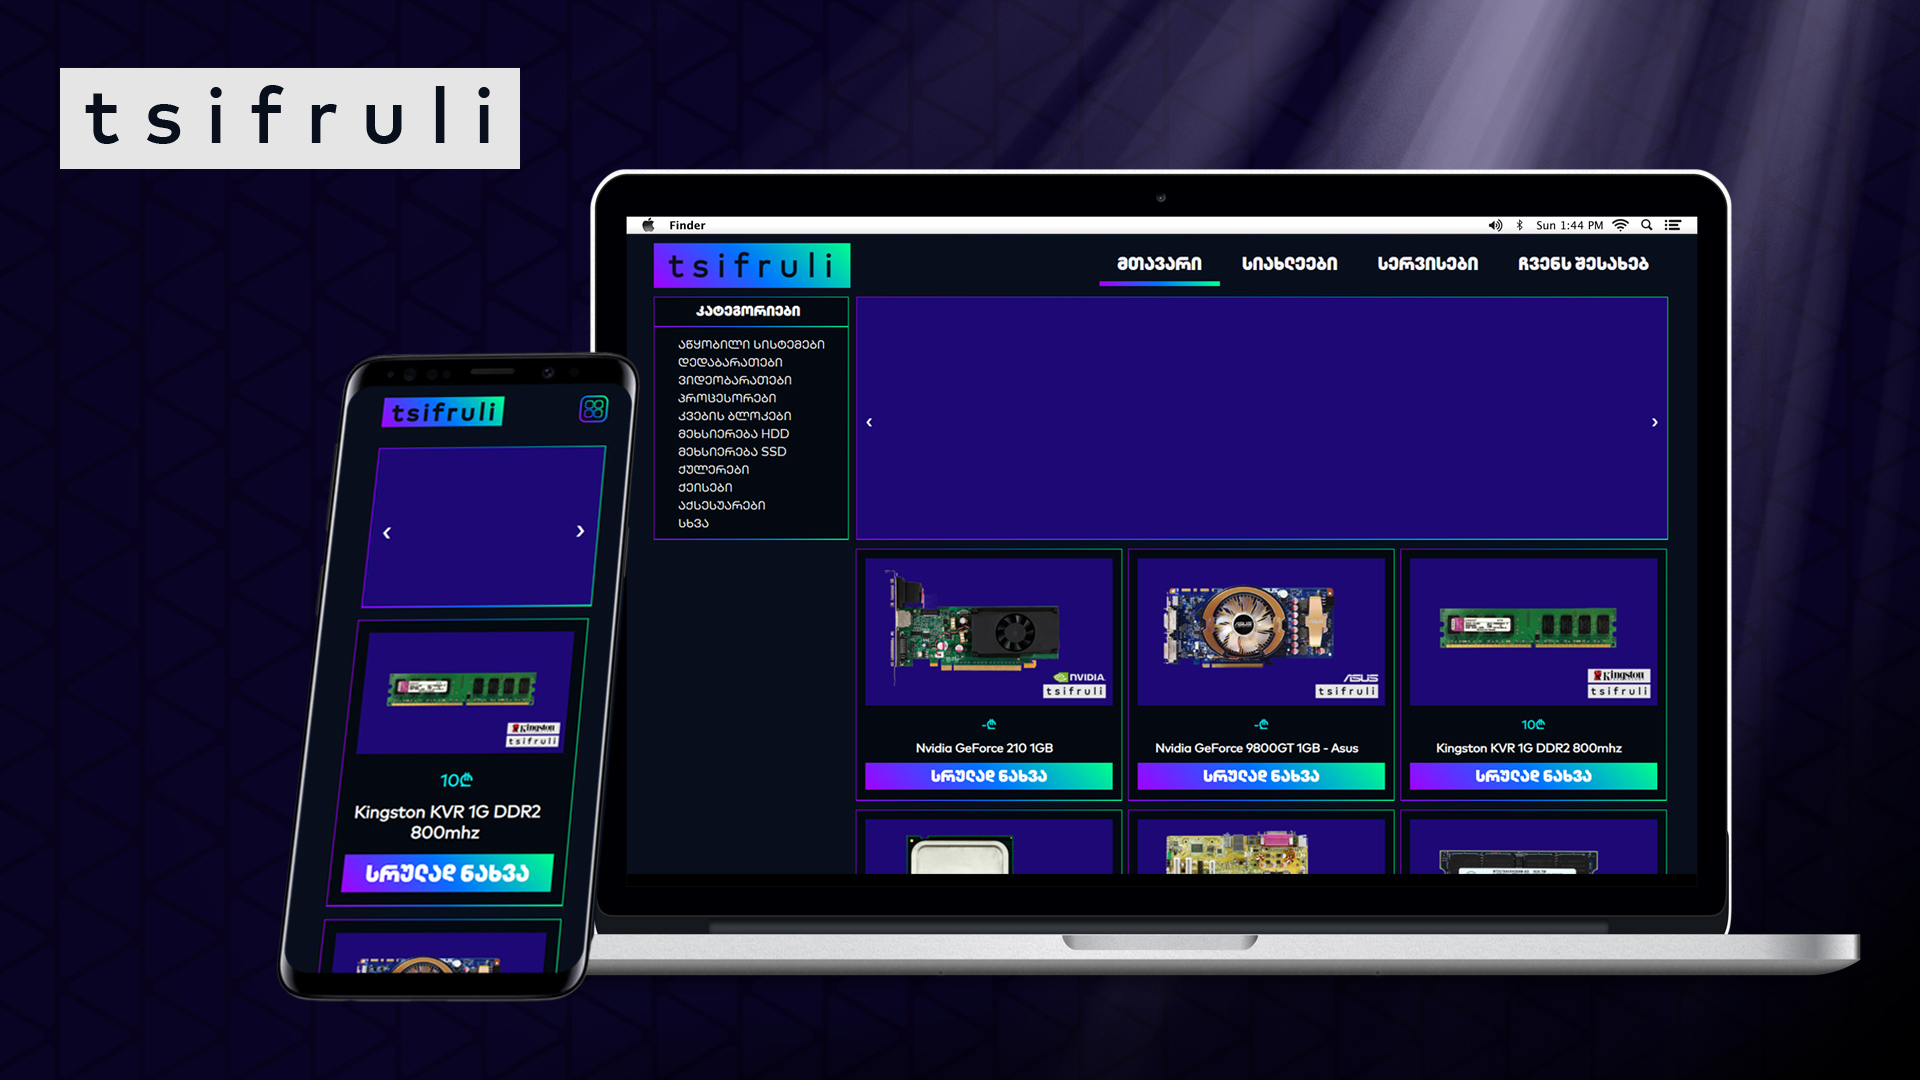 tsifruli
Finder
Sun 1:44 PM
tsifruli
მთავარი
სიახლეები
სერვისები
ჩვენს შესახებ
კატეგორიები
აწყობილი სისტემები
დედაბარათები
ვიდეობარათები
პროცესორები
კვების ბლოკები
მეხსიერება HDD
მეხსიერება SSD
ქულერები
ქეისები
აქსესუარები
სხვა
NVIDIA
tsifruli
-₾
Nvidia GeForce 210 1GB
სრულად ნახვა
ASUS
tsifruli
-₾
Nvidia GeForce 9800GT 1GB - Asus
სრულად ნახვა
Kingston
tsifruli
10₾
Kingston KVR 1G DDR2 800mhz
სრულად ნახვა
tsifruli
Kingston
tsifruli
10₾
Kingston KVR 1G DDR2
800mhz
სრულად ნახვა